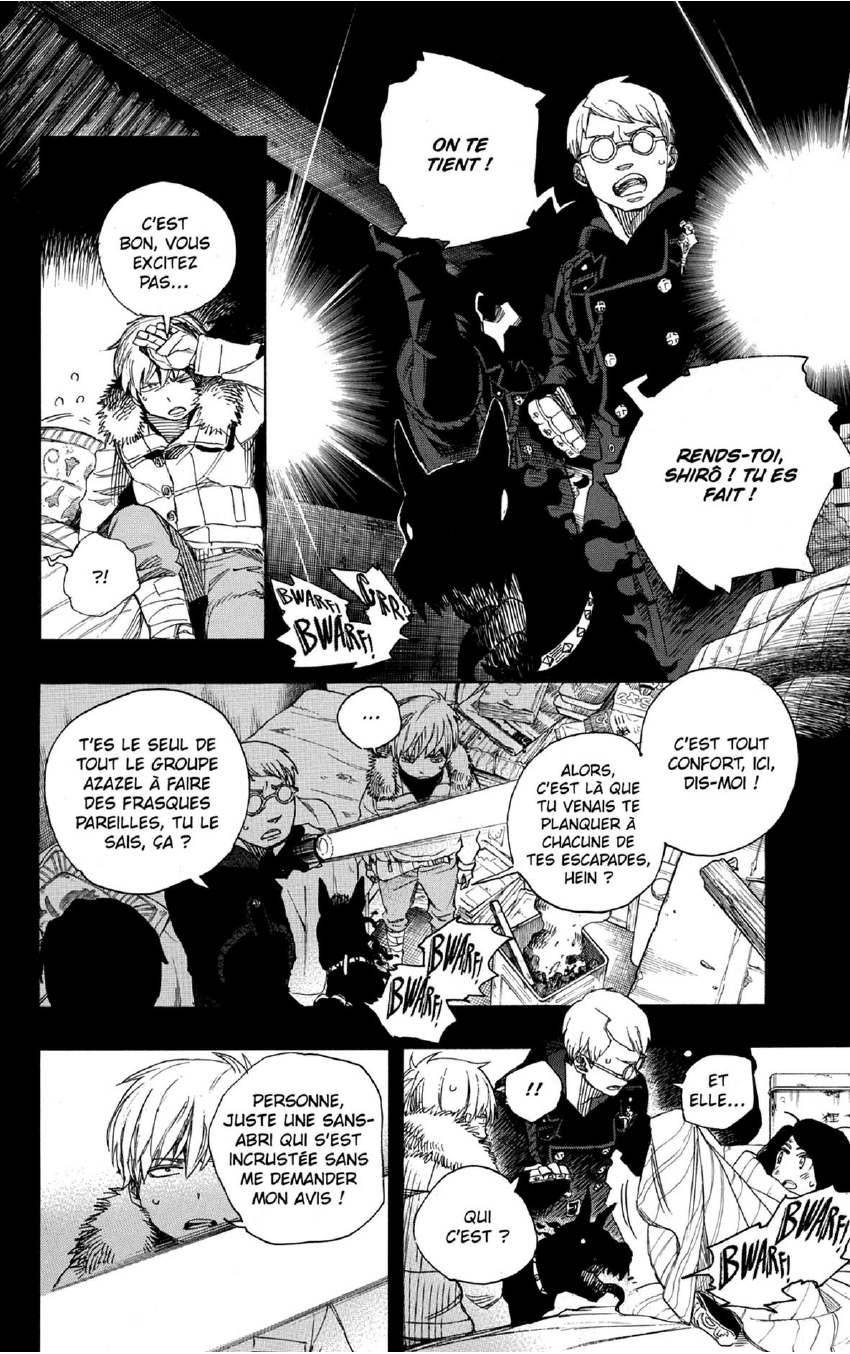 ON TE
TIENT !
RENDS-TOI,
SHIRÔ ! TU ES
FAIT !
GRR!
BWARF!
BWARF!
C'EST
BON, VOUS
EXCITEZ
PAS...
?!
C'EST TOUT
CONFORT, ICI,
DIS-MOI !
ALORS,
C'EST LÀ QUE
TU VENAIS TE
PLANQUER À
CHACUNE DE
TES ESCAPADES,
HEIN ?
...
T'ES LE SEUL DE
TOUT LE GROUPE
AZAZEL À FAIRE
DES FRASQUES
PAREILLES, TU LE
SAIS, ÇA ?
BWARF!
BWARF!
ET
ELLE...
!!
QUI
C'EST ?
BWARF!
BWARF!
PERSONNE,
JUSTE UNE SANS-
ABRI QUI S'EST
INCRUSTÉE SANS
ME DEMANDER
MON AVIS !